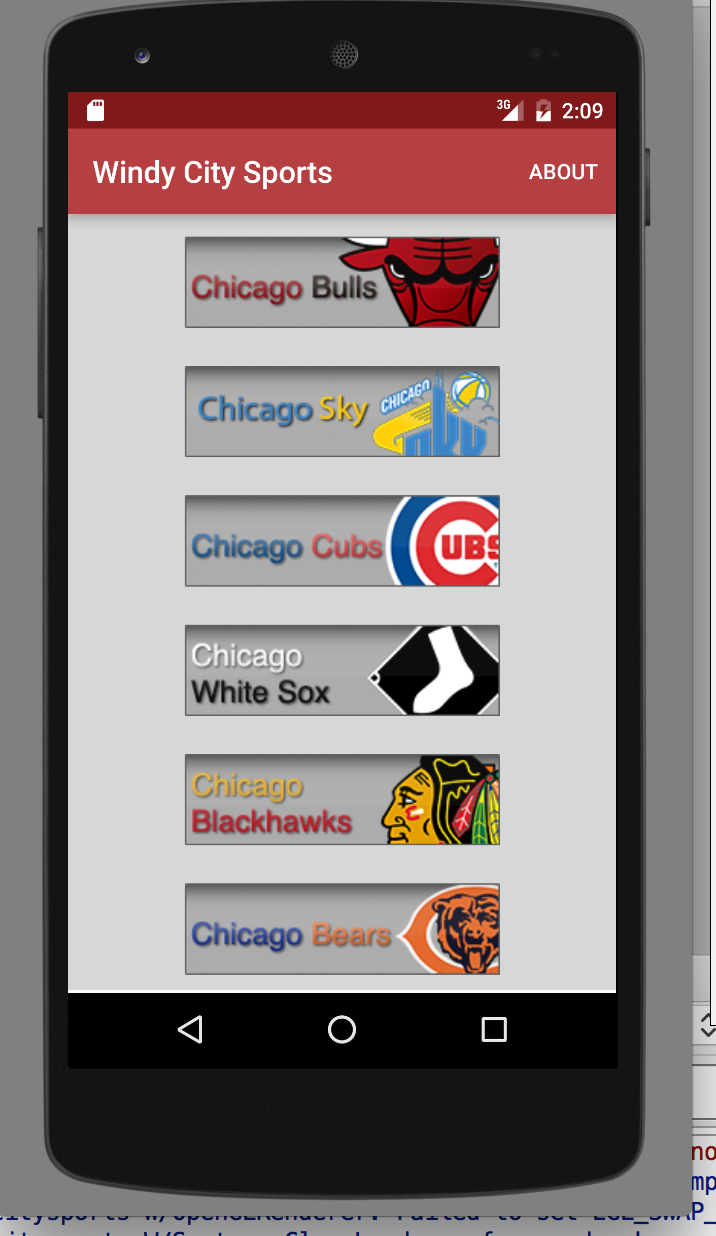 3G 2:09
Windy City Sports ABOUT
Chicago Bulls
Chicago Sky CHICAGO SKY
Chicago Cubs UBS
Chicago
White Sox
Chicago
Blackhawks
Chicago Bears
no
mp